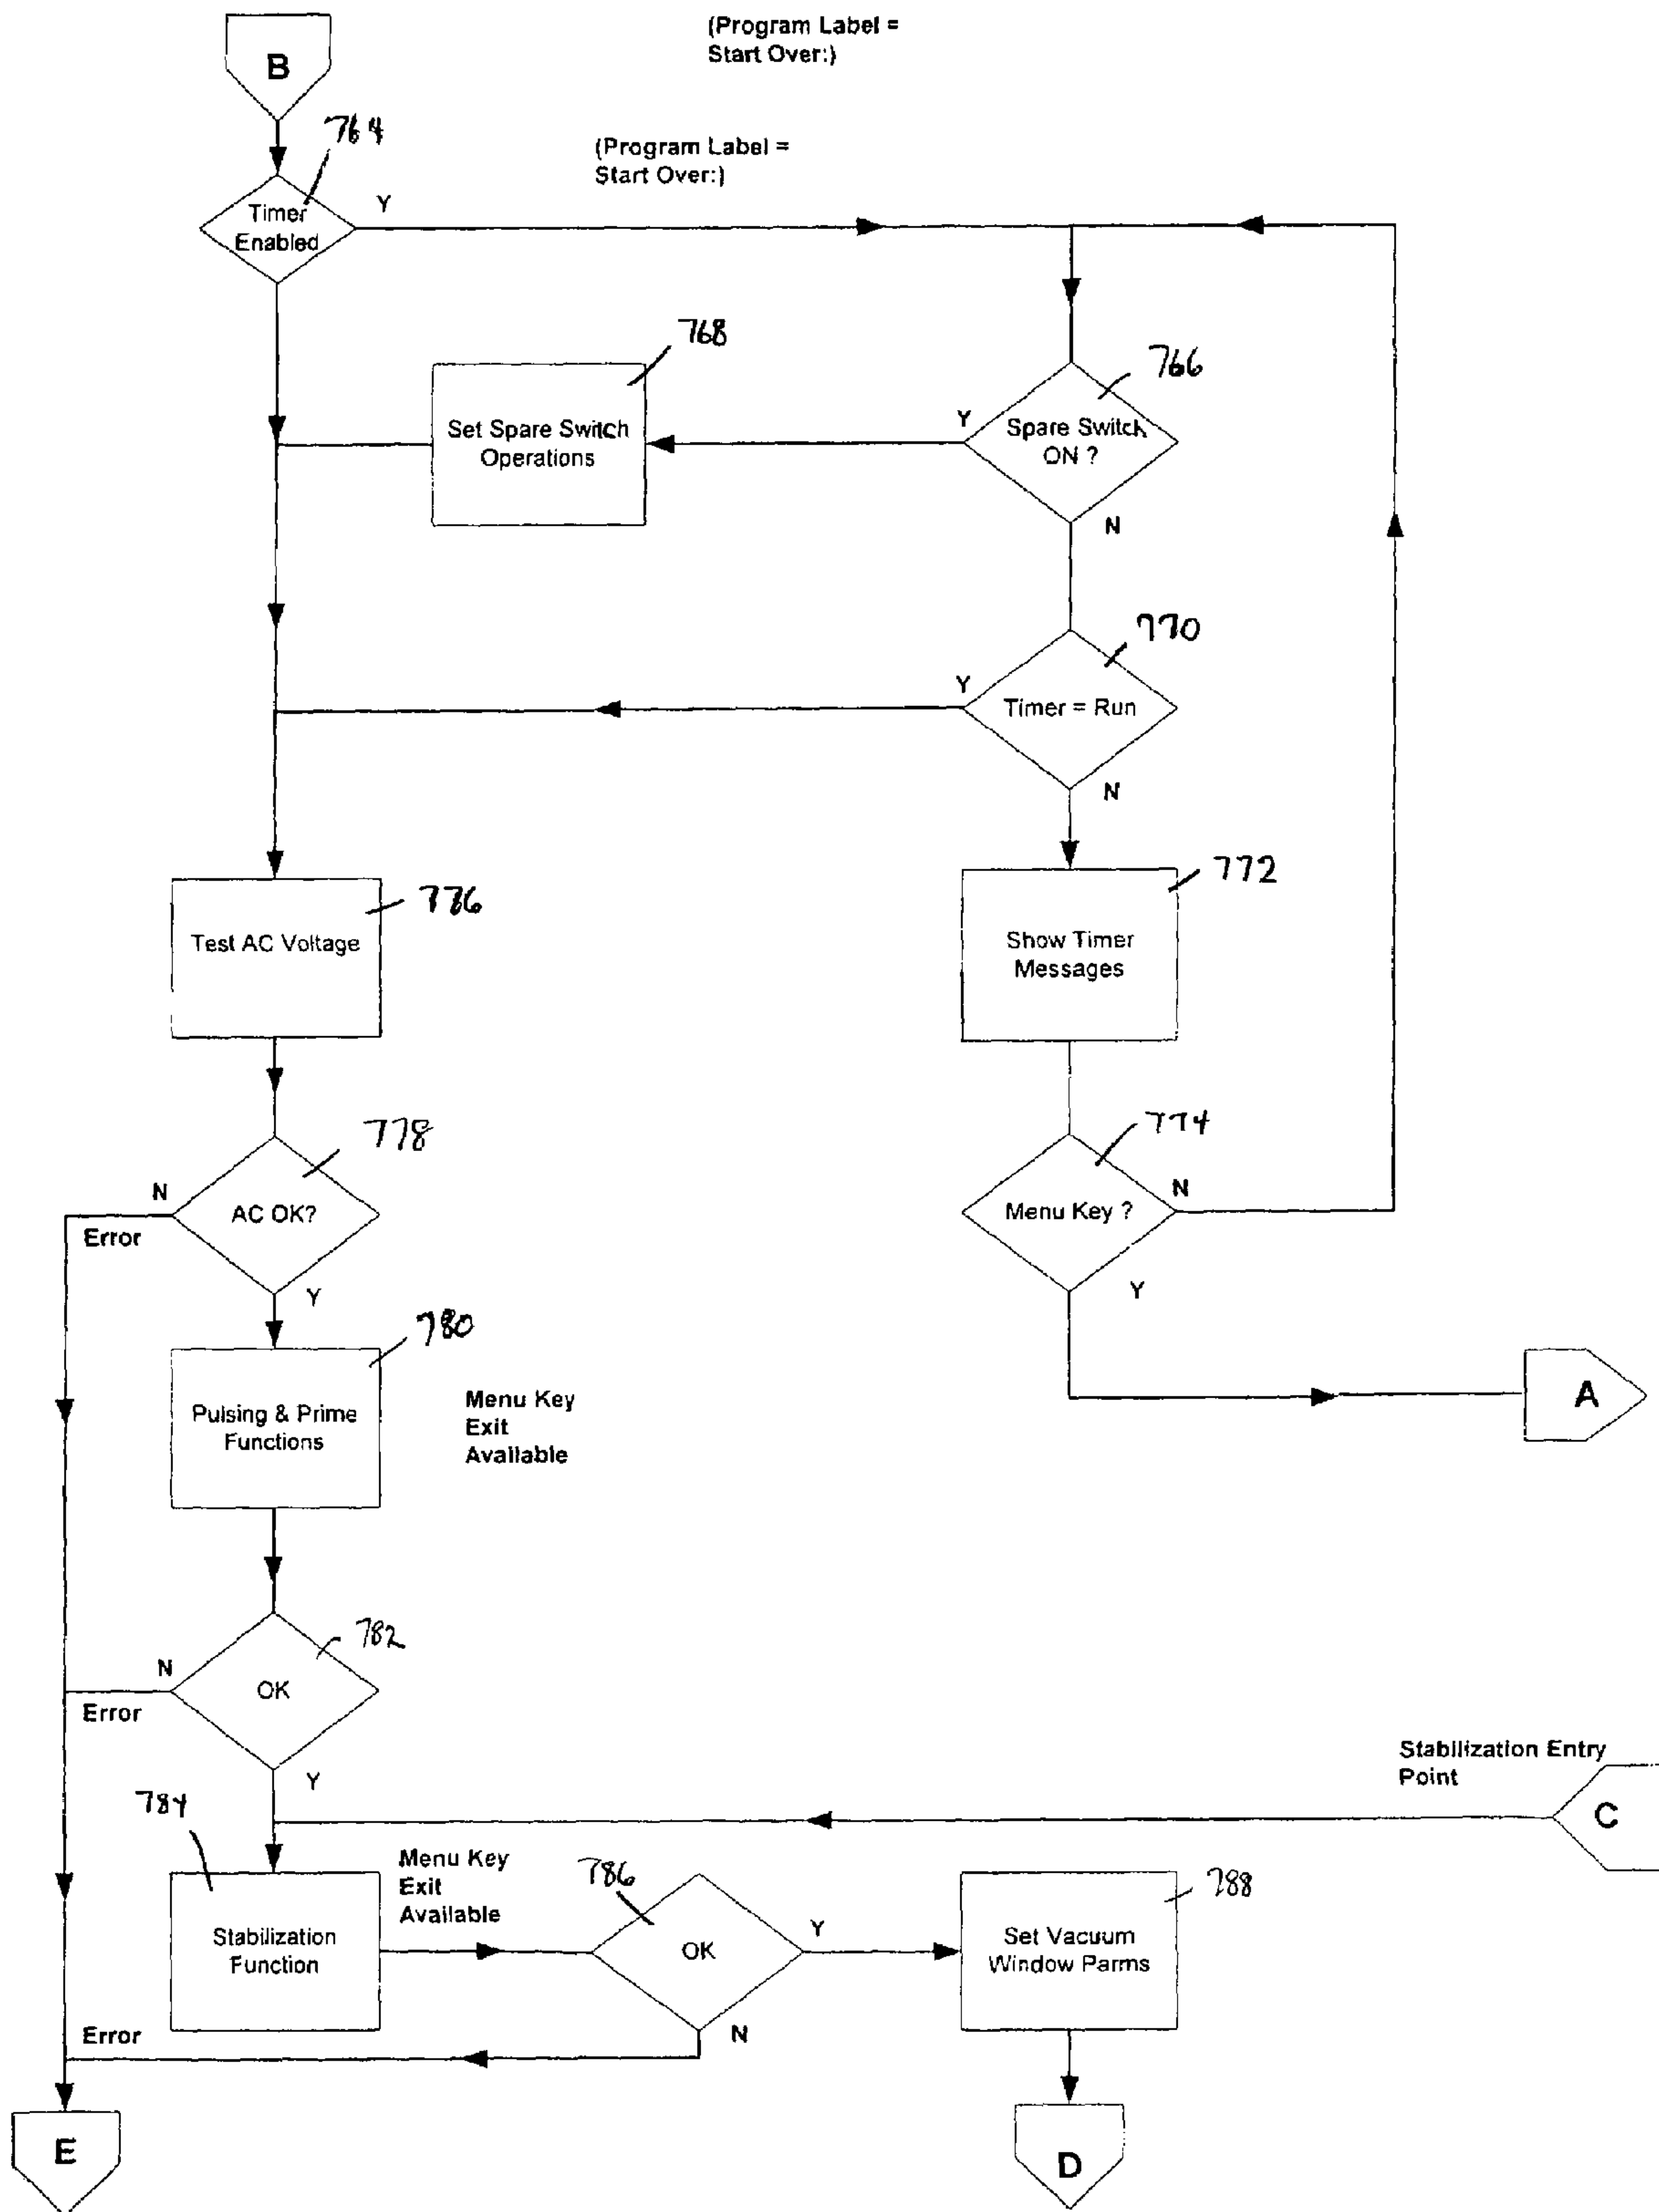 (Program Label =
Start Over:)
B
764
(Program Label =
Start Over:)
Timer
Enabled
Y
768
766
Set Spare Switch
Operations
Y
Spare Switch
ON ?
N
770
Y
Timer = Run
N
776
772
Test AC Voltage
Show Timer
Messages
778
774
N
AC OK?
Error
Menu Key ?
N
Y
Y
780
Pulsing & Prime
Functions
Menu Key
Exit
Available
A
782
N
OK
Error
Y
Stabilization Entry
Point
C
784
Menu Key
Exit
Available
786
788
Stabilization
Function
OK
Y
Set Vacuum
Window Parms
Error
N
E
D